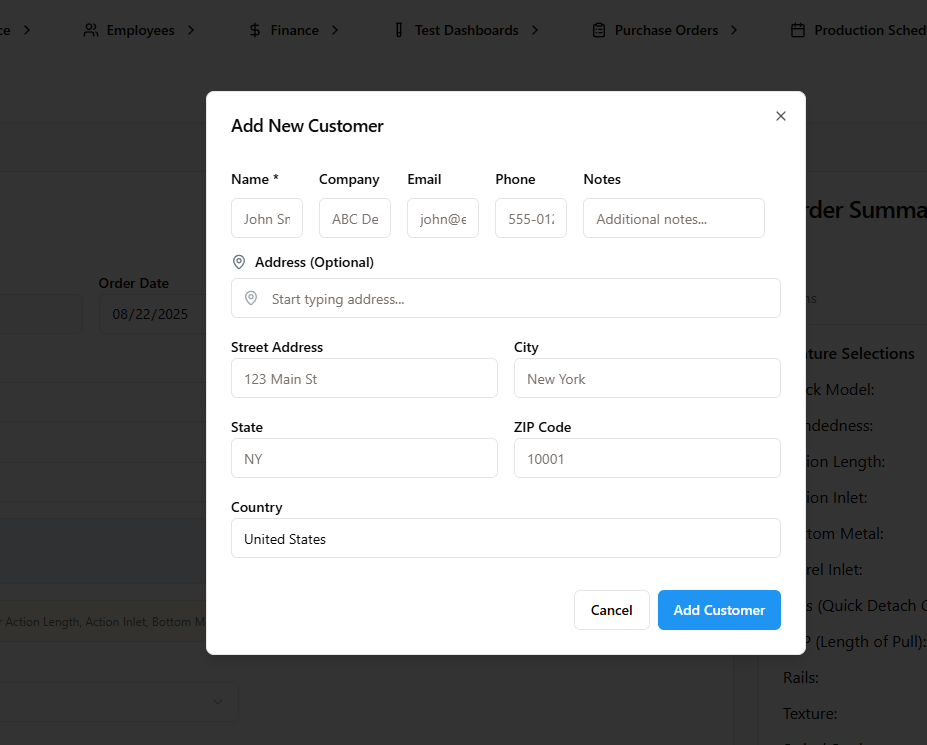 ce Employees Finance Test Dashboards Purchase Orders Production Sched
Add New Customer
Name * Company Email Phone Notes
John Sn ABC De john@e 555-012 Additional notes...
Address (Optional)
Start typing address...
Street Address City
123 Main St New York
State ZIP Code
NY 10001
Country
United States
Cancel Add Customer
Order Date
08/22/2025
r Action Length, Action Inlet, Bottom M
rder Summa
ns
ture Selections
ck Model:
ndedness:
ion Length:
ion Inlet:
tom Metal:
rel Inlet:
s (Quick Detach C
P (Length of Pull):
Rails:
Texture: